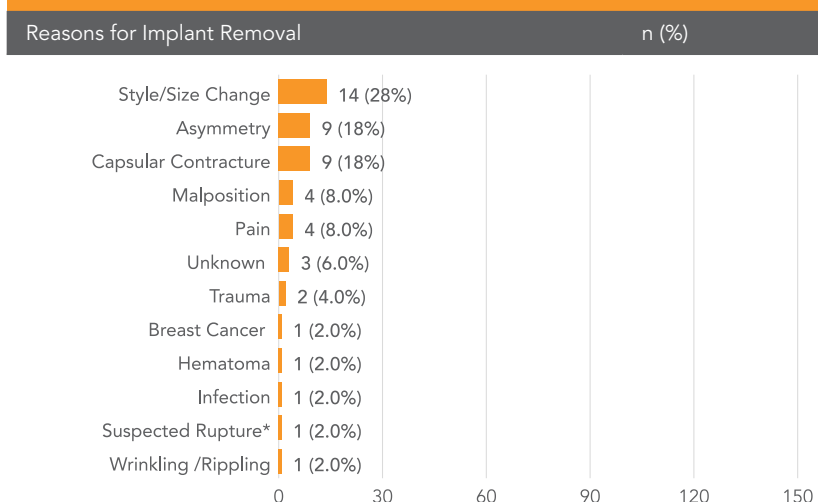 Reasons for Implant Removal n (%)
Style/Size Change 14 (28%)
Asymmetry 9 (18%)
Capsular Contracture 9 (18%)
Malposition 4 (8.0%)
Pain 4 (8.0%)
Unknown 3 (6.0%)
Trauma 2 (4.0%)
Breast Cancer 1 (2.0%)
Hematoma 1 (2.0%)
Infection 1 (2.0%)
Suspected Rupture* 1 (2.0%)
Wrinkling /Rippling 1 (2.0%)
0 30 60 90 120 150